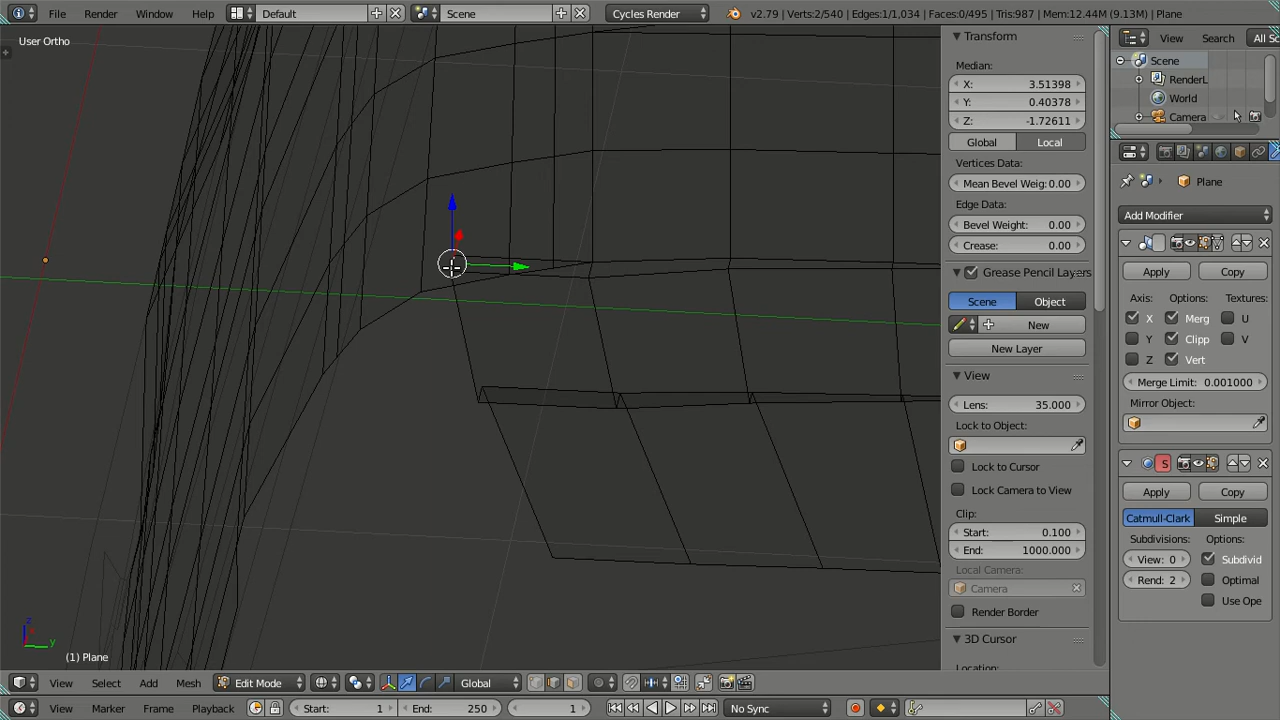 File Render Window Help Default Scene Cycles Render v2.79 | Verts:2/540 | Edges:1/1,034 | Faces:0/495 | Tris:987 | Mem:12.44M (9.13M) | Plane
User Ortho
Transform
Median:
X: 3.51398
Y: 0.40378
Z: -1.72611
Global Local
Vertices Data:
Mean Bevel Weig: 0.00
Edge Data:
Bevel Weight: 0.00
Crease: 0.00
Grease Pencil Layers
Scene Object
New
New Layer
View
Lens: 35.000
Lock to Object:
Lock to Cursor
Lock Camera to View
Clip:
Start: 0.100
End: 1000.000
Local Camera:
Camera
Render Border
3D Cursor
Location:
View Search All Sc
Scene
RenderL
World
Camera
Plane
Add Modifier
Apply Copy
Axis: Options: Textures:
X Merg U
Y Clipp V
Z Vert
Merge Limit: 0.001000
Mirror Object:
S
Apply Copy
Catmull-Clark Simple
Subdivisions: Options:
View: 0 Subdivid
Rend: 2 Optimal
Use Ope
z
y
(1) Plane
View Select Add Mesh Edit Mode Global
View Marker Frame Playback Start: 1 End: 250 1 No Sync